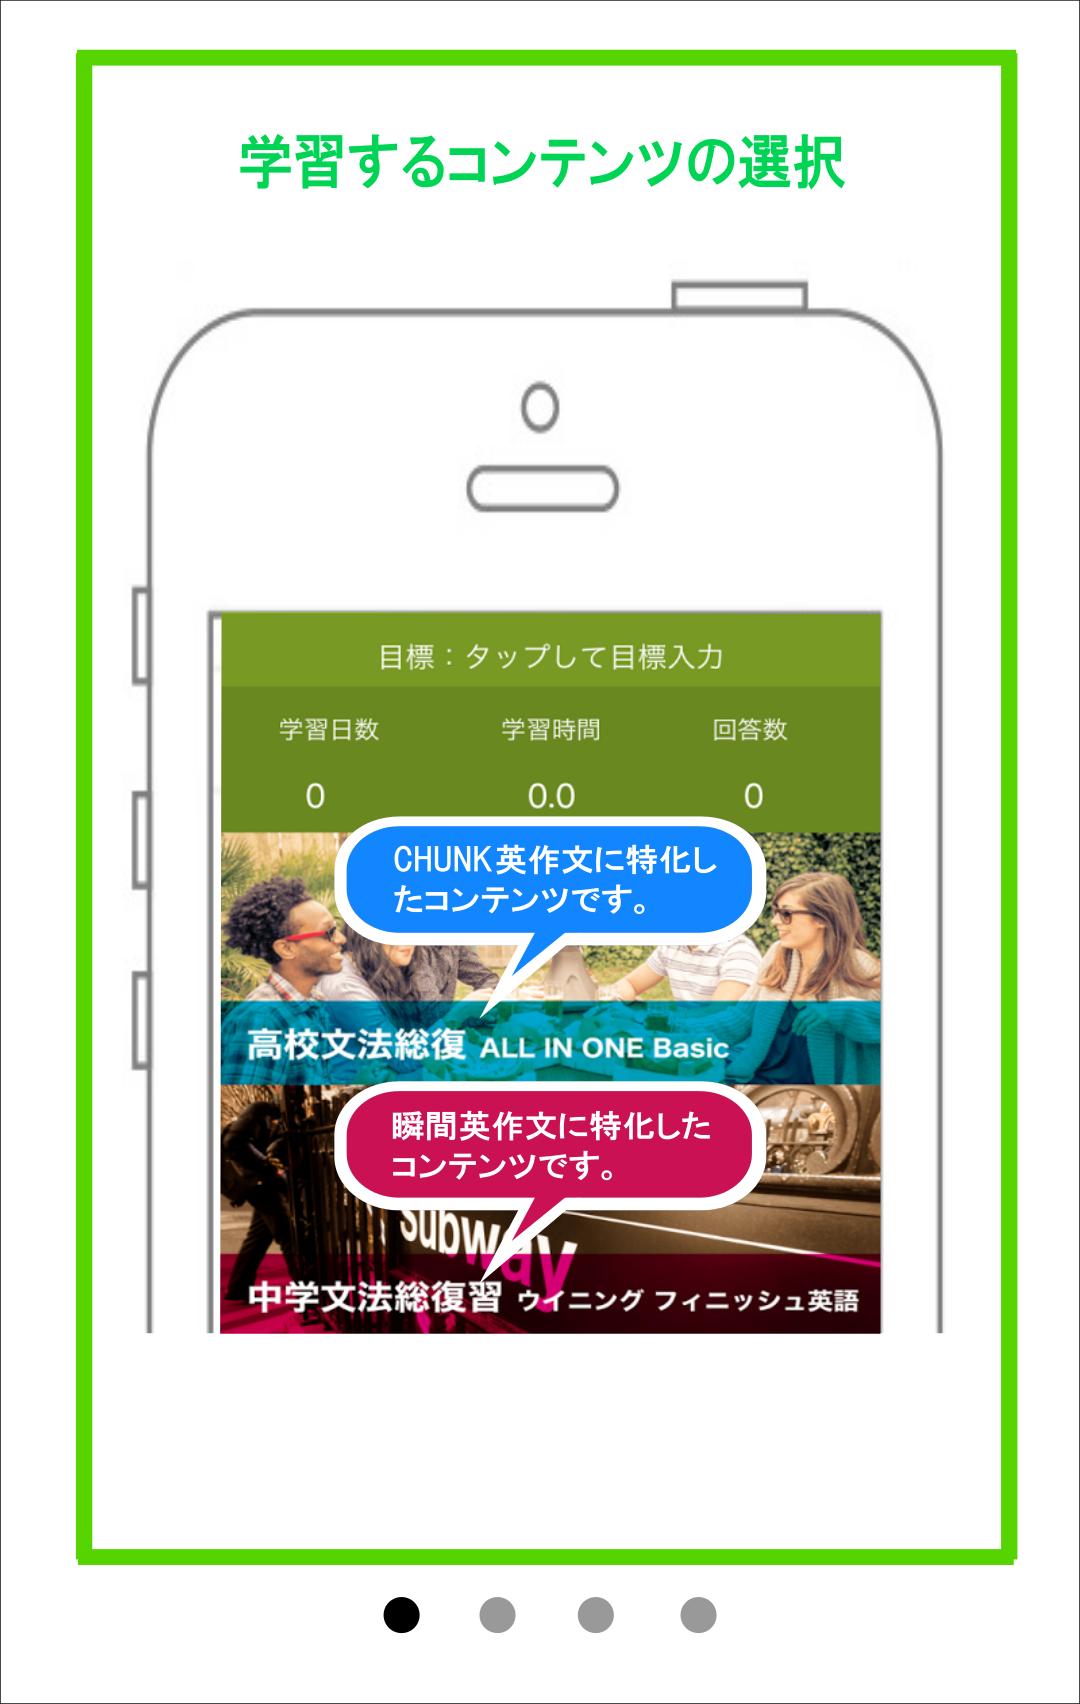 学習するコンテンツの選択
目標：タップして目標入力
学習日数 学習時間 回答数
0 0.0 0
CHUNK英作文に特化し
たコンテンツです。
高校文法総復 ALL IN ONE Basic
瞬間英作文に特化した
コンテンツです。
subway
中学文法総復習 ウイニング フィニッシュ英語